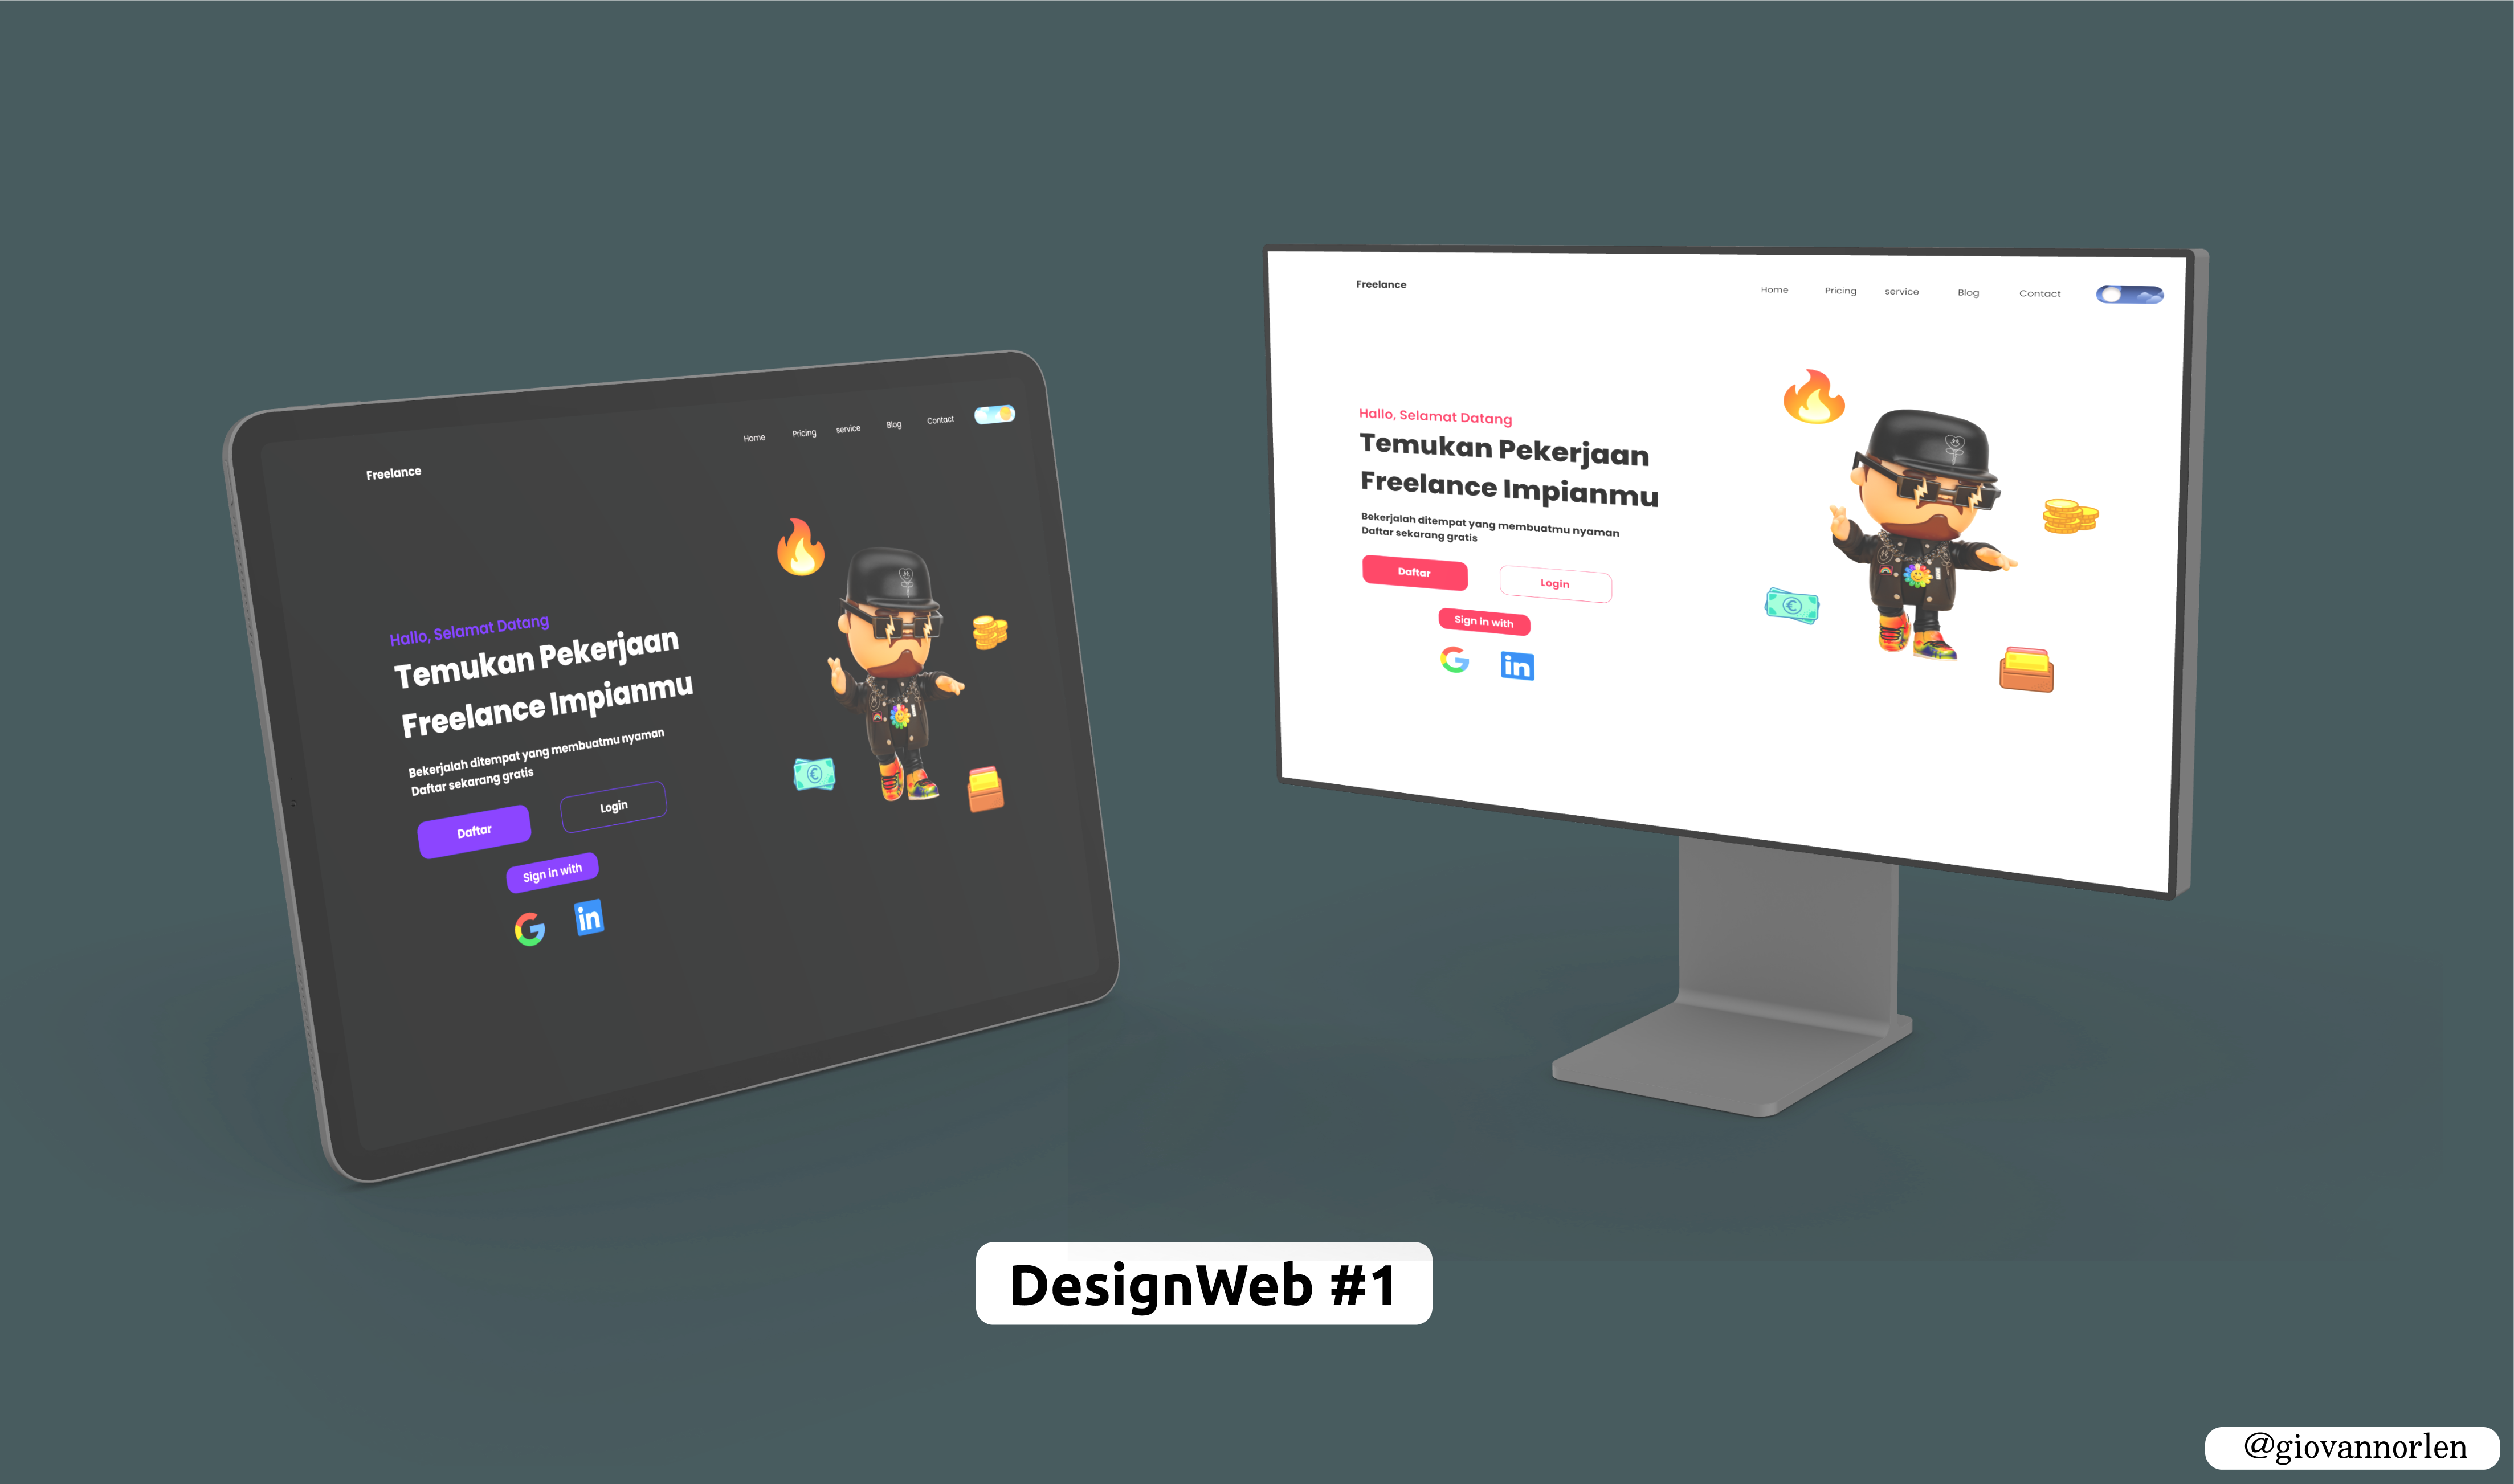 Home Pricing service Blog Contact
Freelance
Hallo, Selamat Datang
Temukan Pekerjaan
Freelance Impianmu
Bekerjalah ditempat yang membuatmu nyaman
Daftar sekarang gratis
Daftar
Login
Sign in with
G
in
Freelance
Home Pricing service Blog Contact
Hallo, Selamat Datang
Temukan Pekerjaan
Freelance Impianmu
Bekerjalah ditempat yang membuatmu nyaman
Daftar sekarang gratis
Daftar
Login
Sign in with
G
in
DesignWeb #1
@giovannorlen